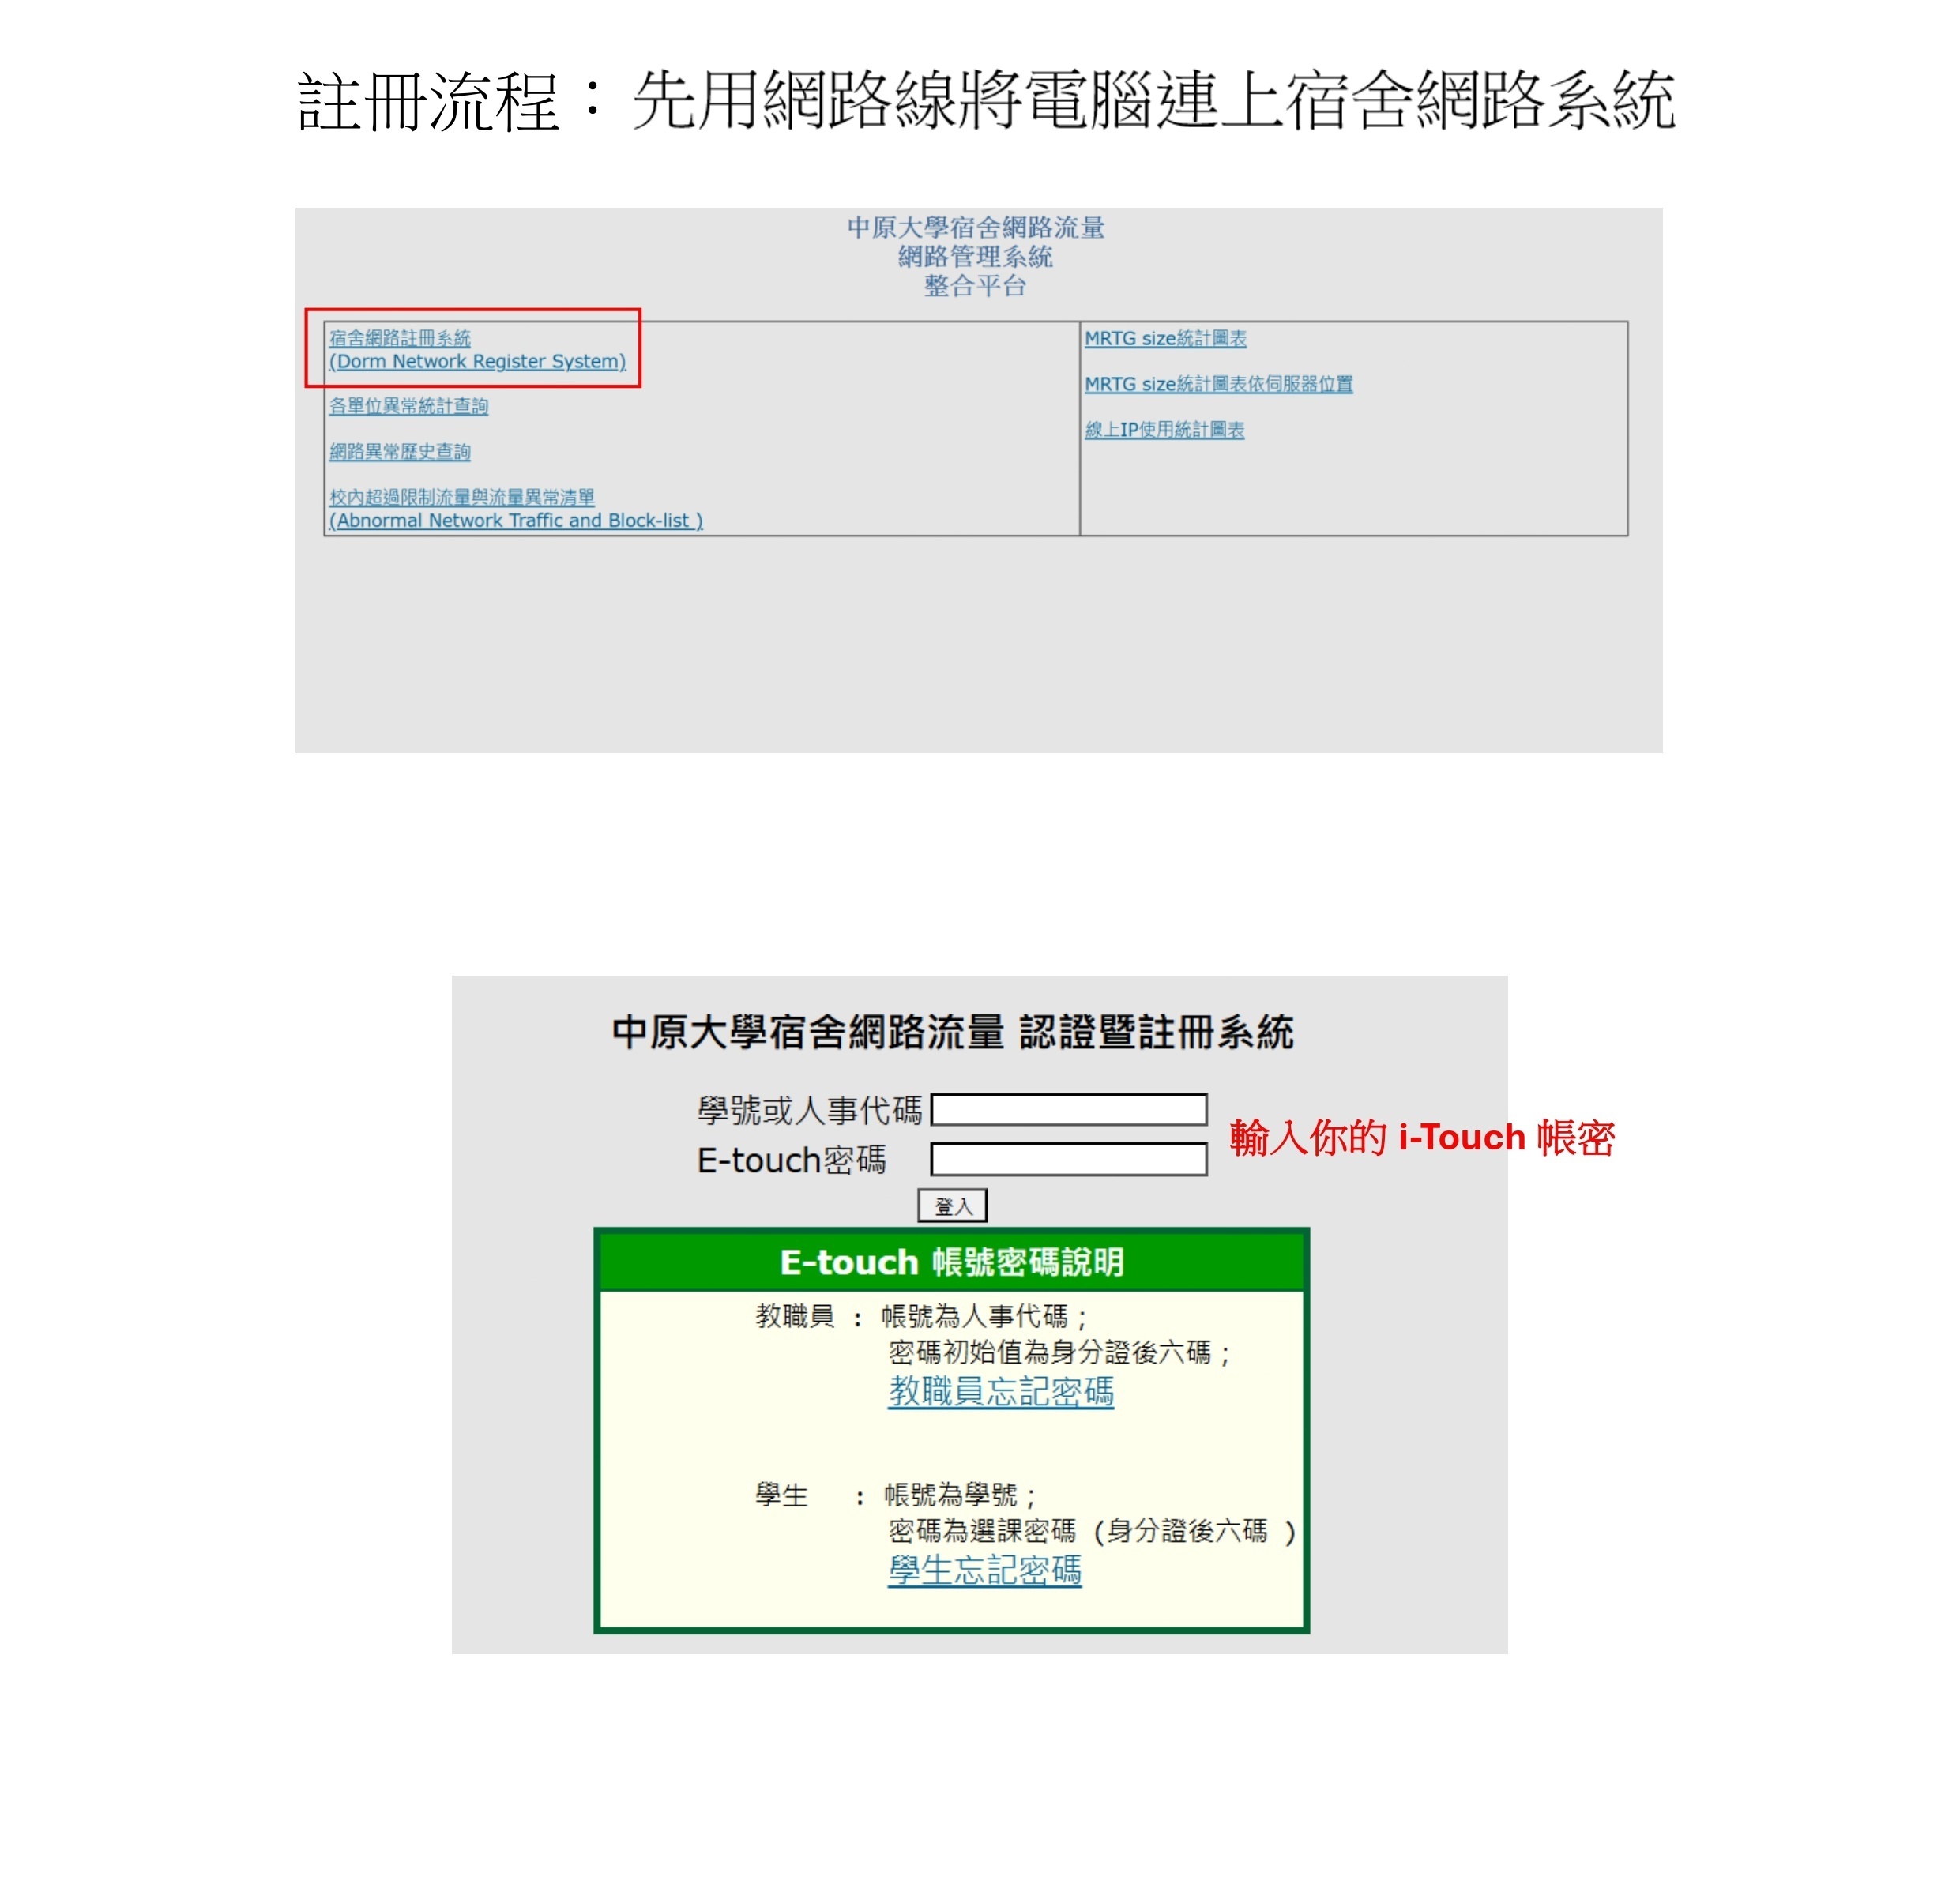 註冊流程：先用網路線將電腦連上宿舍網路系統
中原大學宿舍網路流量
網路管理系統
整合平台
宿舍網路註冊系統
(Dorm Network Register System)
各單位異常統計查詢
網路異常歷史查詢
校內超過限制流量與流量異常清單
(Abnormal Network Traffic and Block-list )
MRTG size統計圖表
MRTG size統計圖表依伺服器位置
線上IP使用統計圖表
中原大學宿舍網路流量 認證暨註冊系統
學號或人事代碼
E-touch密碼
輸入你的 i-Touch 帳密
登入
E-touch 帳號密碼說明
教職員 : 帳號為人事代碼；
密碼初始值為身分證後六碼；
教職員忘記密碼
學生 : 帳號為學號；
密碼為選課密碼 (身分證後六碼 )
學生忘記密碼